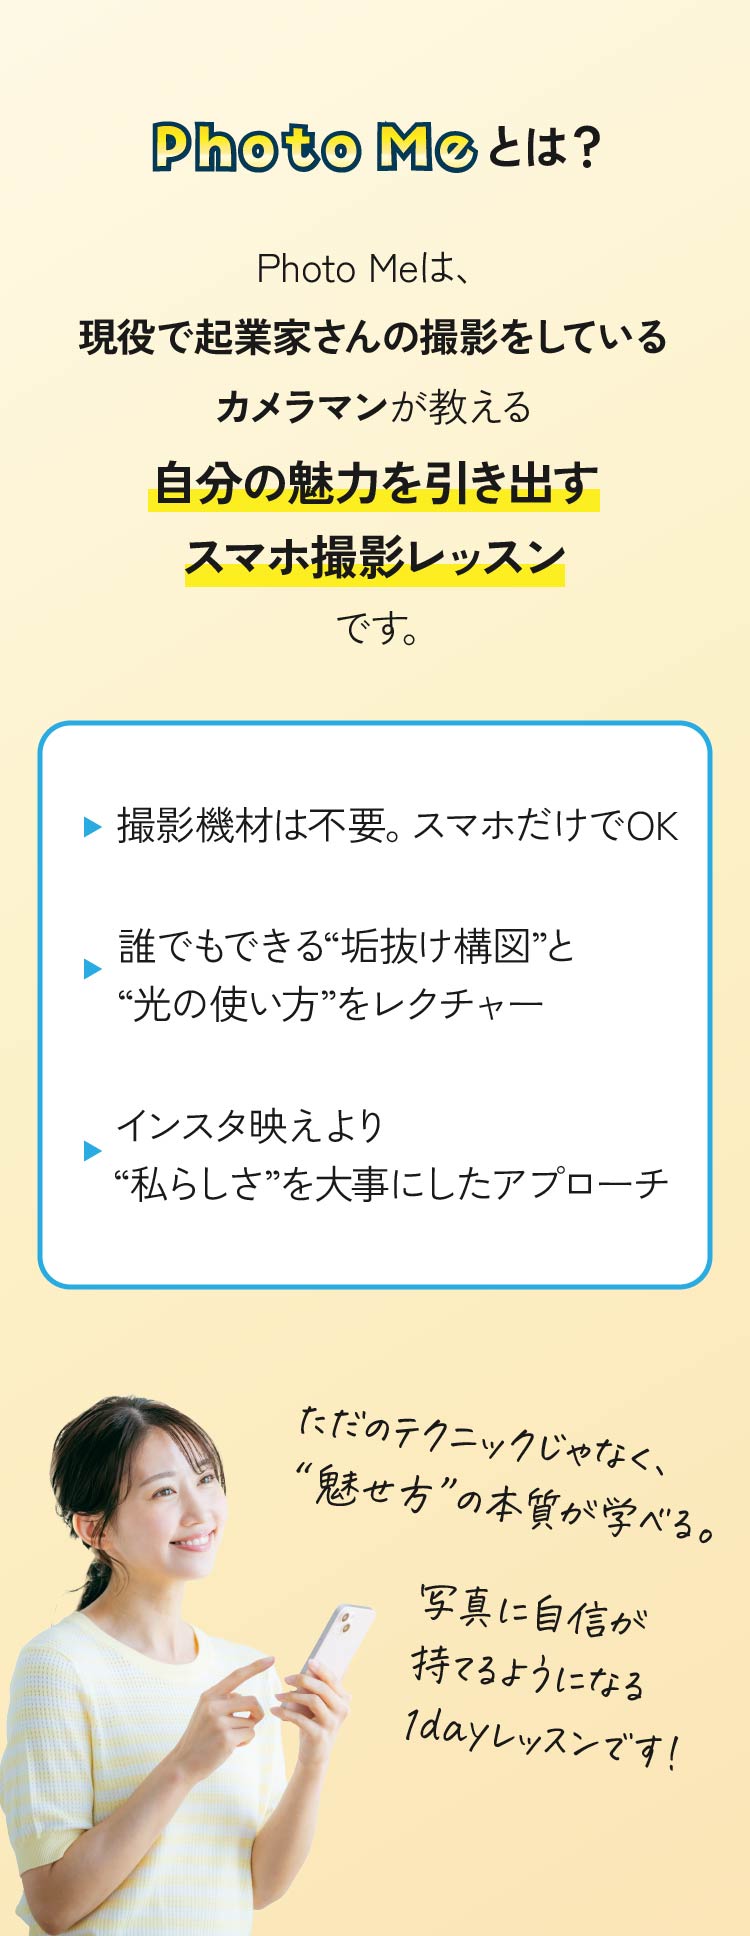 Photo Meとは？
Photo Meは、
現役で起業家さんの撮影をしている
カメラマンが教える
自分の魅力を引き出す
スマホ撮影レッスン
です。
▶ 撮影機材は不要。スマホだけでOK
▶ 誰でもできる“垢抜け構図”と
“光の使い方”をレクチャー
▶ インスタ映えより
“私らしさ”を大事にしたアプローチ
ただのテクニックじゃなく、
“魅せ方”の本質が学べる。
写真に自信が
持てるようになる
1dayレッスンです！